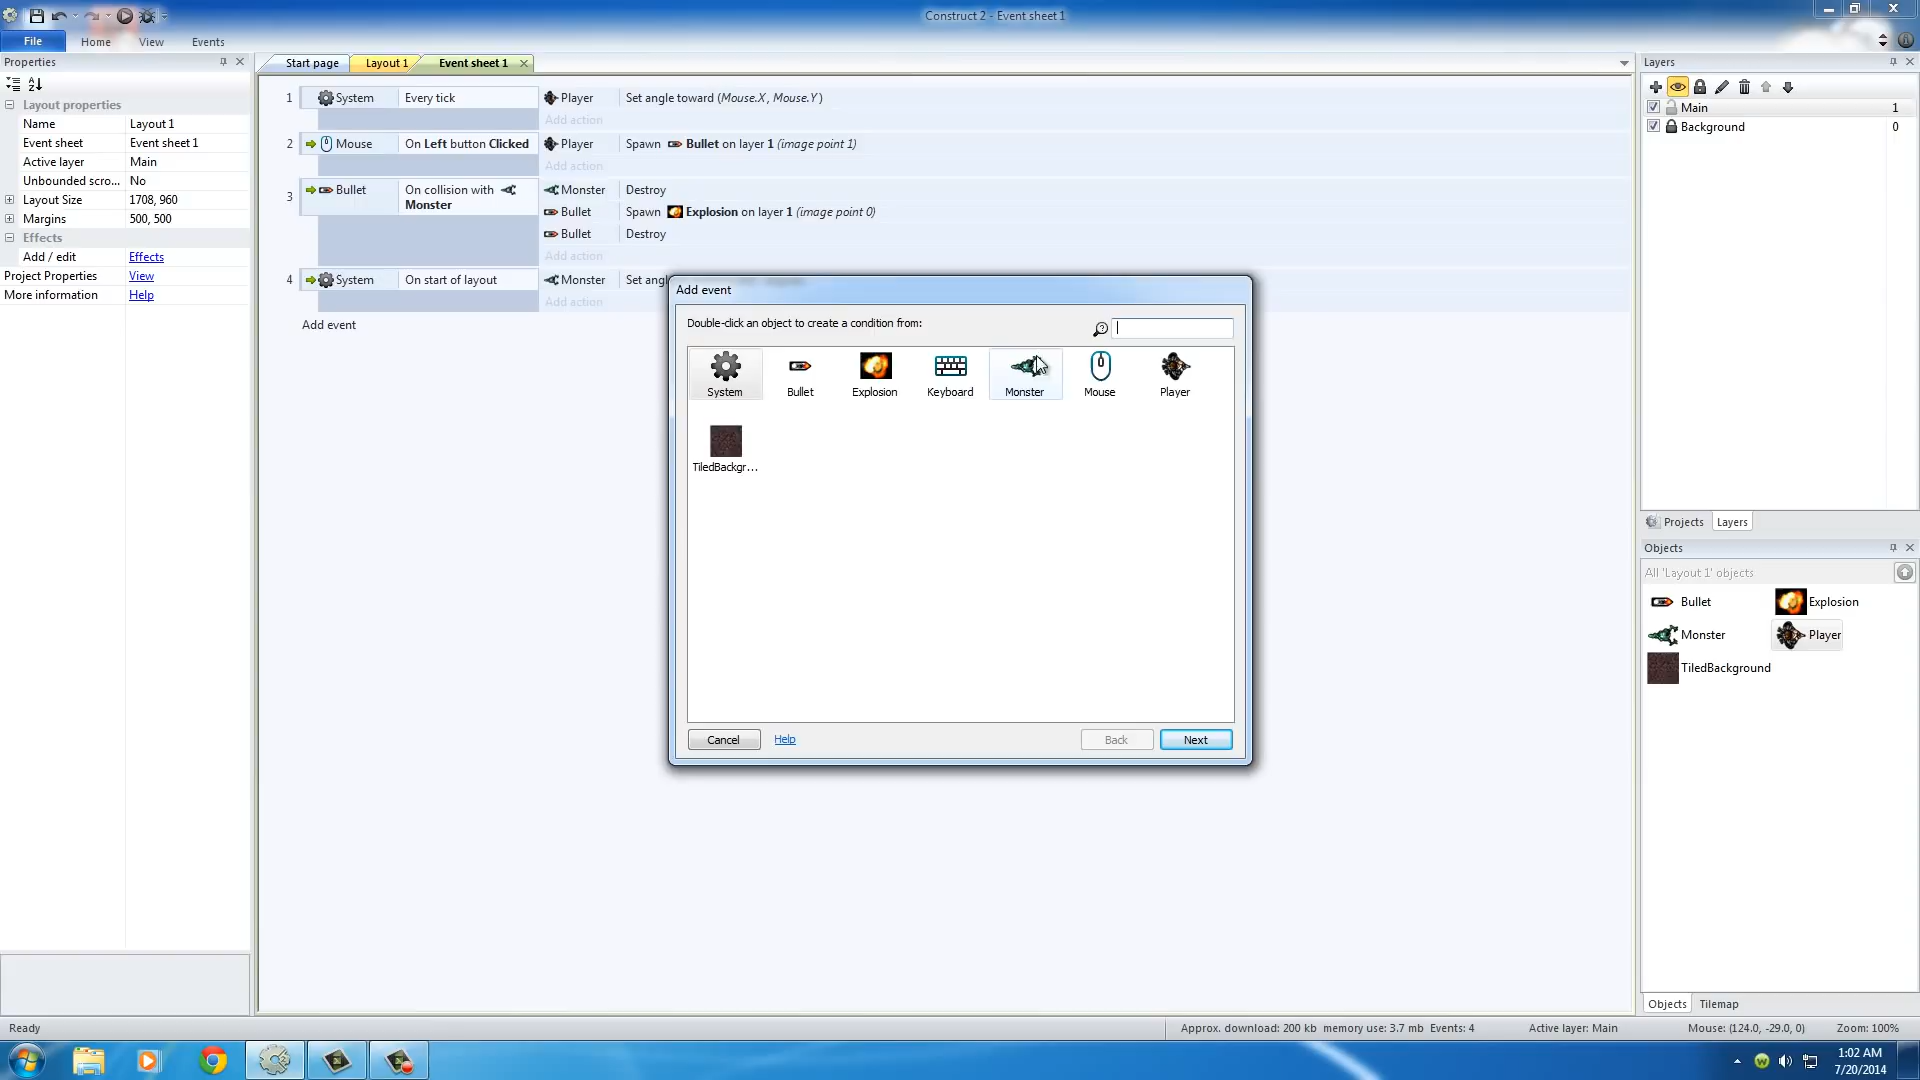 Construct 2 - Event sheet 1
File Home View Events
Properties
Layout properties
Name Layout 1
Event sheet Event sheet 1
Active layer Main
Unbounded scro... No
Layout Size 1708, 960
Margins 500, 500
Effects
Add / edit Effects
Project Properties View
More information Help
Start page Layout 1 Event sheet 1
1 System Every tick Player Set angle toward (Mouse.X, Mouse.Y)
Add action
2 Mouse On Left button Clicked Player Spawn Bullet on layer 1 (image point 1)
Add action
3 Bullet On collision with Monster Monster Destroy
Bullet Spawn Explosion on layer 1 (image point 0)
Bullet Destroy
Add action
4 System On start of layout Monster Set angl
Add action
Add event
Add event
Double-click an object to create a condition from:
System Bullet Explosion Keyboard Monster Mouse Player
TiledBackgr...
Cancel Help Back Next
Layers
Main 1
Background 0
Projects Layers
Objects
All 'Layout 1' objects
Bullet Explosion
Monster Player
TiledBackground
Objects Tilemap
Ready Approx. download: 200 kb memory use: 3.7 mb Events: 4 Active layer: Main Mouse: (124.0, -29.0, 0) Zoom: 100%
1:02 AM
7/20/2014